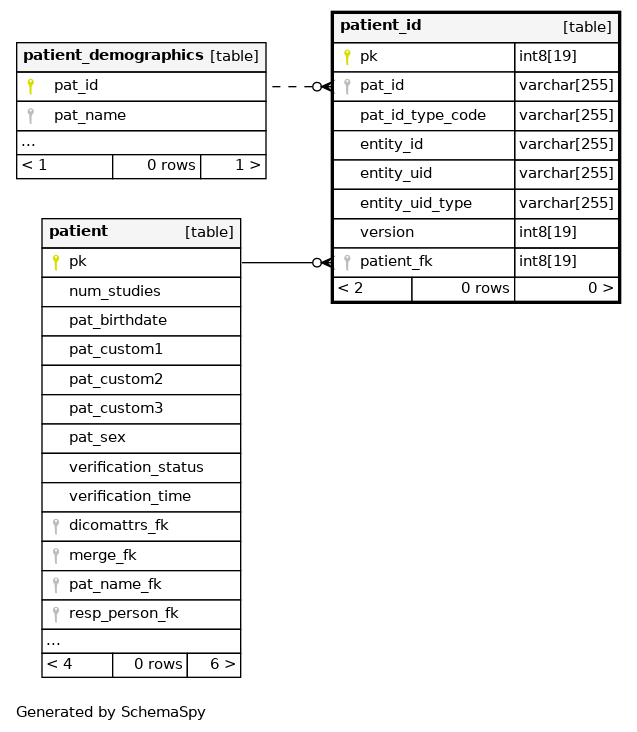 patient_demographics [table]
pat_id
pat_name
...
< 1 0 rows 1 >
patient_id [table]
pk int8[19]
pat_id varchar[255]
pat_id_type_code varchar[255]
entity_id varchar[255]
entity_uid varchar[255]
entity_uid_type varchar[255]
version int8[19]
patient_fk int8[19]
< 2 0 rows 0 >
patient [table]
pk
num_studies
pat_birthdate
pat_custom1
pat_custom2
pat_custom3
pat_sex
verification_status
verification_time
dicomattrs_fk
merge_fk
pat_name_fk
resp_person_fk
...
< 4 0 rows 6 >
Generated by SchemaSpy